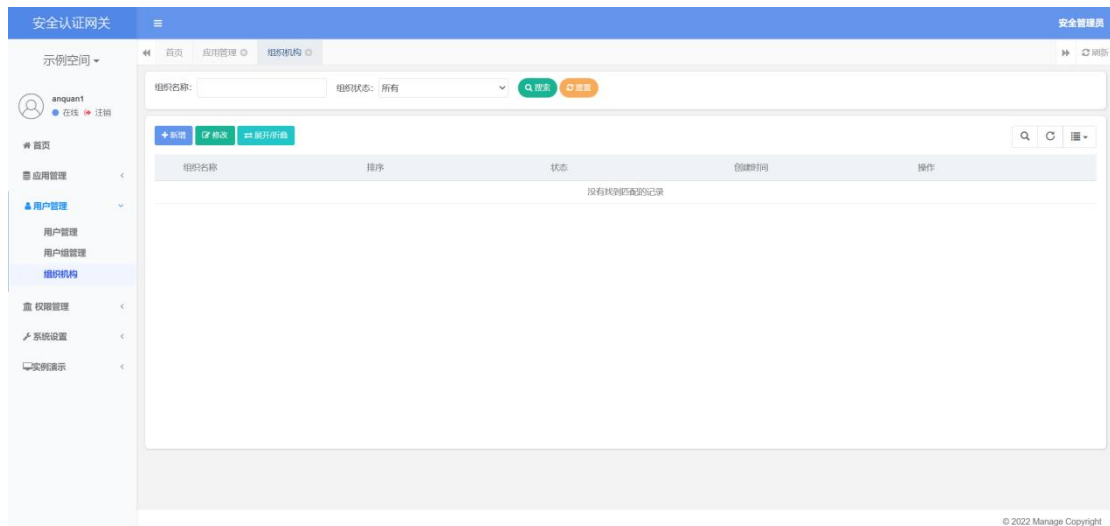 安全认证网关
安全管理员
示例空间
首页 应用管理 组织机构 刷新
组织名称: 组织状态: 所有 搜索 重置
anquan1
在线 注销
新增 修改 展开/折叠
首页
组织名称 排序 状态 创建时间 操作
应用管理
没有找到匹配的记录
用户管理
用户管理
用户组管理
组织机构
权限管理
系统设置
实例演示
© 2022 Manage Copyright